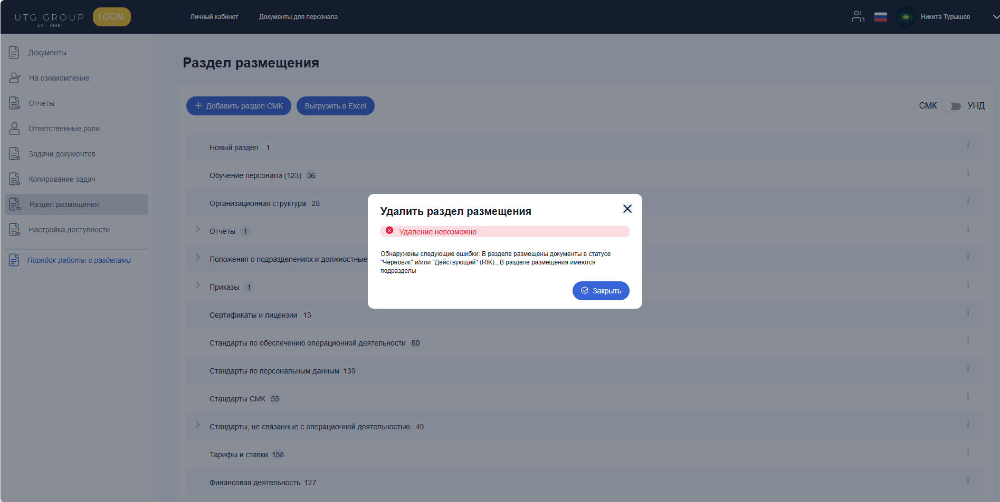 UTG GROUP
EST. 1998
LOCAL
Личный кабинет
Документы для персонала
Никита Турышев
Документы
На ознакомление
Отчеты
Ответственные роли
Задачи документов
Копирование задач
Раздел размещения
Настройка доступности
Порядок работы с разделами
Раздел размещения
Добавить раздел СМК
Выгрузить в Excel
СМК
УНД
Новый раздел 1
Обучение персонала (123) 36
Организационная структура 28
Отчёты 1
Положения о подразделениях и должностные
Приказы 1
Сертификаты и лицензии 13
Стандарты по обеспечению операционной деятельности 60
Стандарты по персональным данным 139
Стандарты СМК 55
Стандарты, не связанные с операционной деятельностью 49
Тарифы и ставки 158
Финансовая деятельность 127
Удалить раздел размещения
Удаление невозможно
Обнаружены следующие ошибки: В разделе размещены документы в статусе
"Черновик" и/или "Действующий" (RIK)., В разделе размещения имеются
подразделы
Закрыть